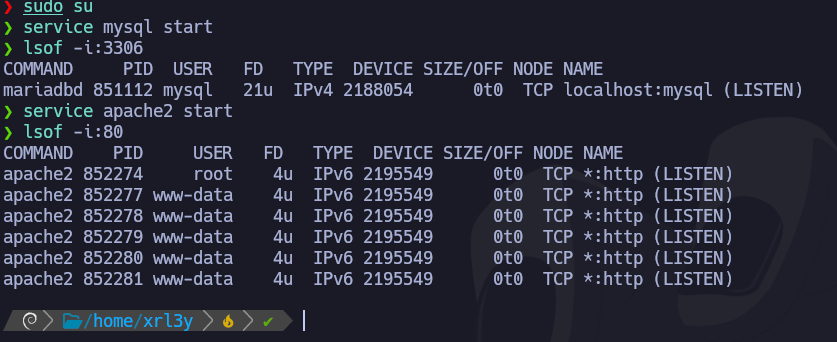 ❯ sudo su
❯ service mysql start
❯ lsof -i:3306
COMMAND     PID  USER   FD   TYPE  DEVICE SIZE/OFF NODE NAME
mariadbd 851112 mysql   21u  IPv4 2188054      0t0  TCP localhost:mysql (LISTEN)
❯ service apache2 start
❯ lsof -i:80
COMMAND    PID     USER   FD   TYPE  DEVICE SIZE/OFF NODE NAME
apache2 852274     root    4u  IPv6 2195549      0t0  TCP *:http (LISTEN)
apache2 852277 www-data    4u  IPv6 2195549      0t0  TCP *:http (LISTEN)
apache2 852278 www-data    4u  IPv6 2195549      0t0  TCP *:http (LISTEN)
apache2 852279 www-data    4u  IPv6 2195549      0t0  TCP *:http (LISTEN)
apache2 852280 www-data    4u  IPv6 2195549      0t0  TCP *:http (LISTEN)
apache2 852281 www-data    4u  IPv6 2195549      0t0  TCP *:http (LISTEN)
/home/xrl3y